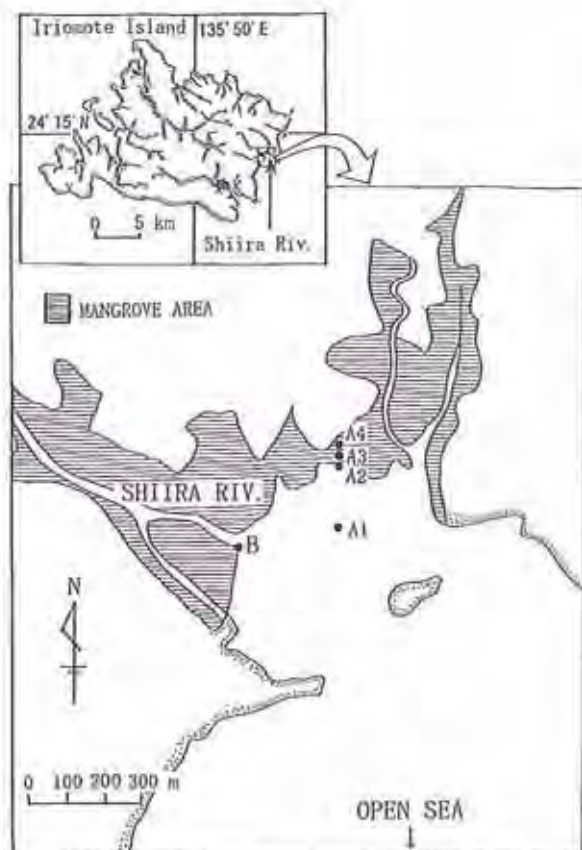 Iriomote Island
135° 50' E
24° 15' N
0 5 km
Shiira Riv.
MANGROVE AREA
A4
A3
A2
SHIIRA RIV.
A1
B
N
0 100 200 300 m
OPEN SEA